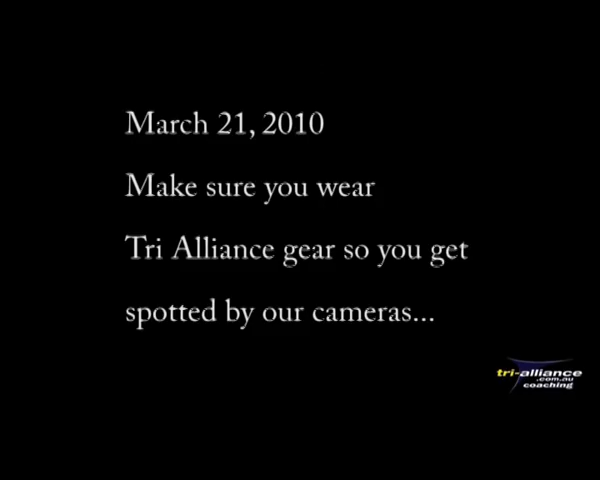 March 21, 2010
Make sure you wear
Tri Alliance gear so you get
spotted by our cameras...
tri-alliance
.com.au
coaching